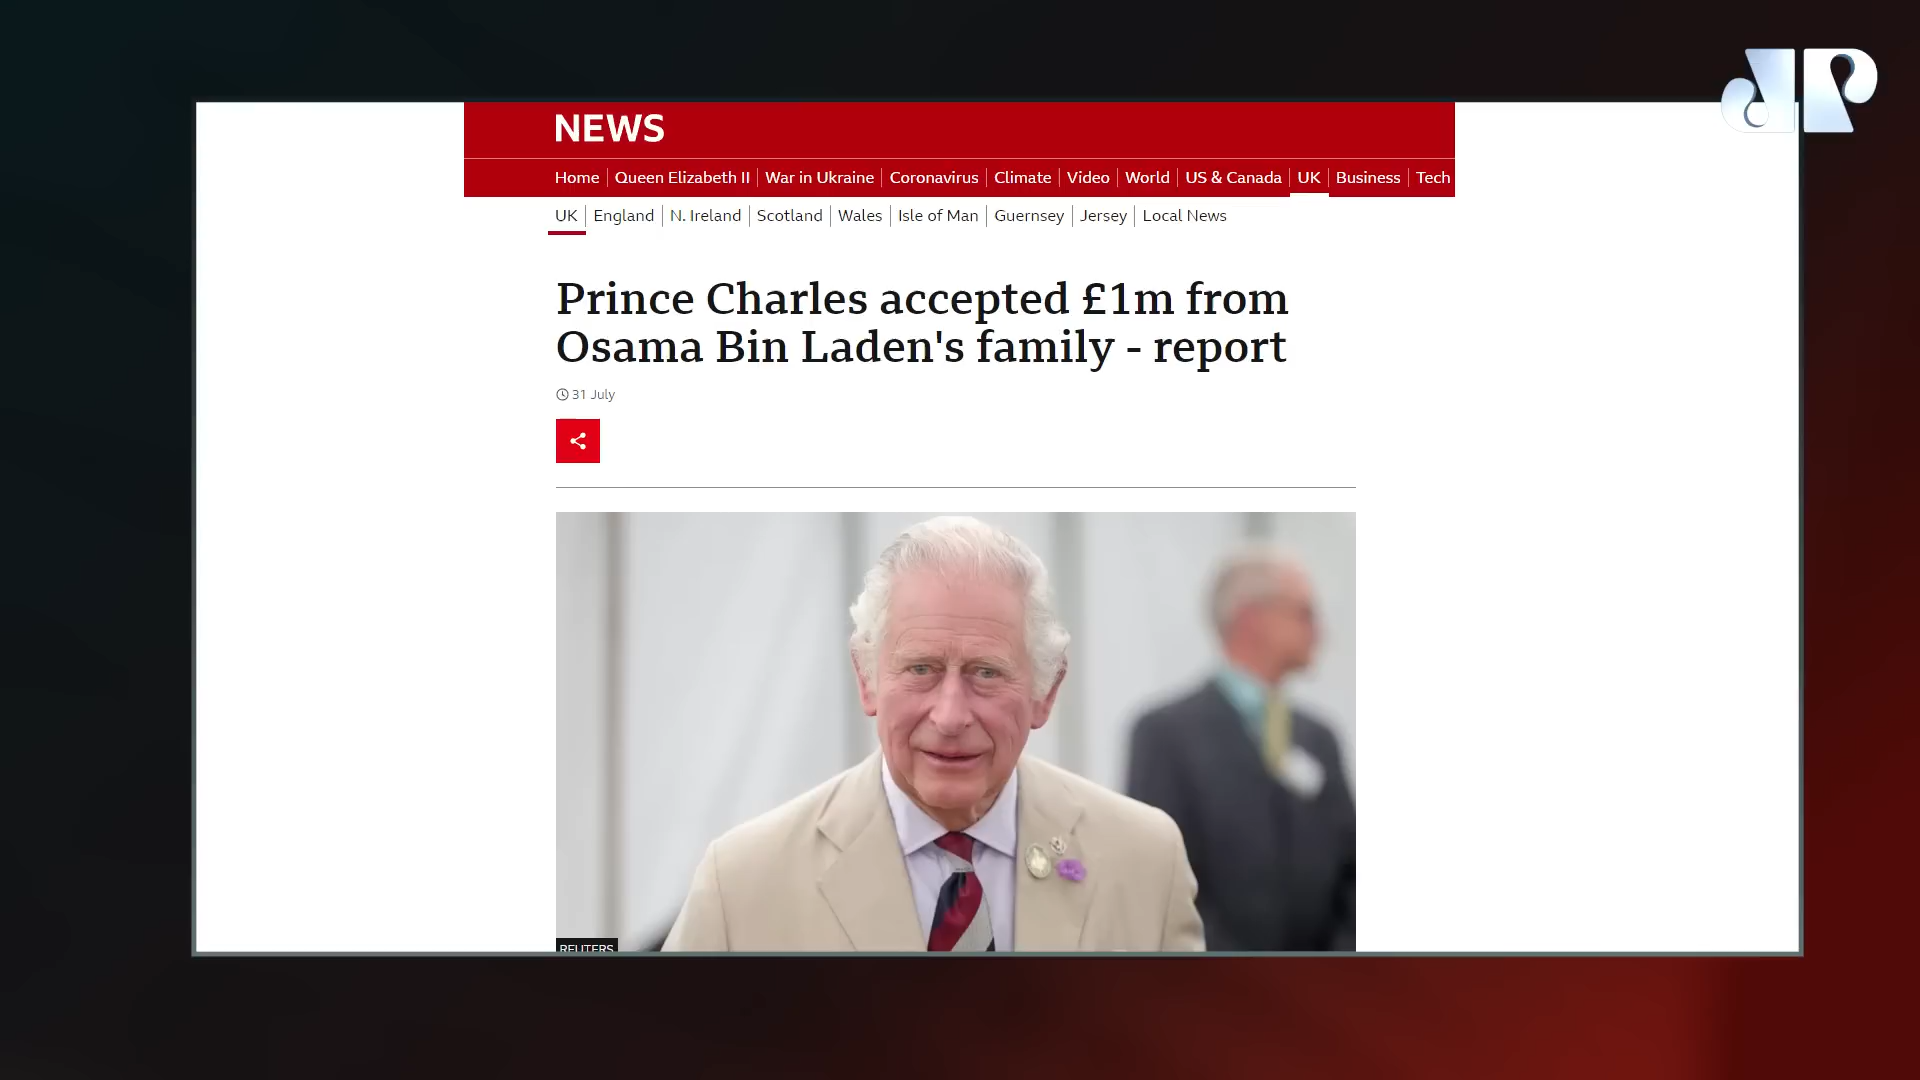 JP
NEWS
Home Queen Elizabeth II War in Ukraine Coronavirus Climate Video World US & Canada UK Business Tech
UK England N. Ireland Scotland Wales Isle of Man Guernsey Jersey Local News
Prince Charles accepted £1m from
Osama Bin Laden's family - report
31 July
REUTERS